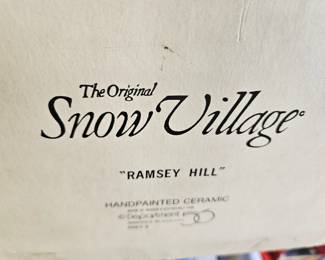 The Original
Snow Village©
"RAMSEY HILL"
HANDPAINTED CERAMIC
© Department 56